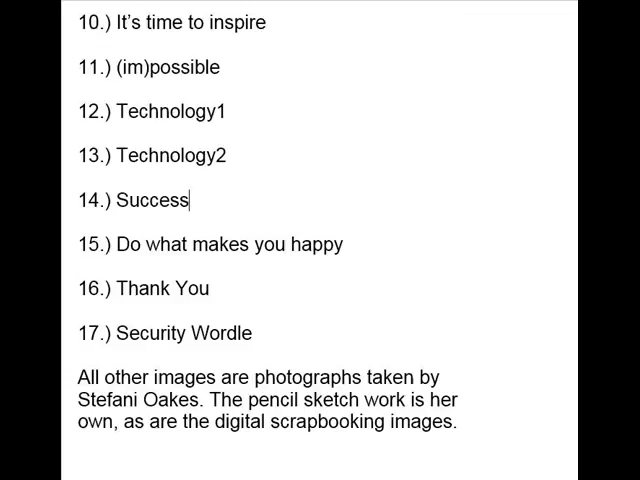 10.) It’s time to inspire
11.) (im)possible
12.) Technology1
13.) Technology2
14.) Success
15.) Do what makes you happy
16.) Thank You
17.) Security Wordle
All other images are photographs taken by
Stefani Oakes. The pencil sketch work is her
own, as are the digital scrapbooking images.